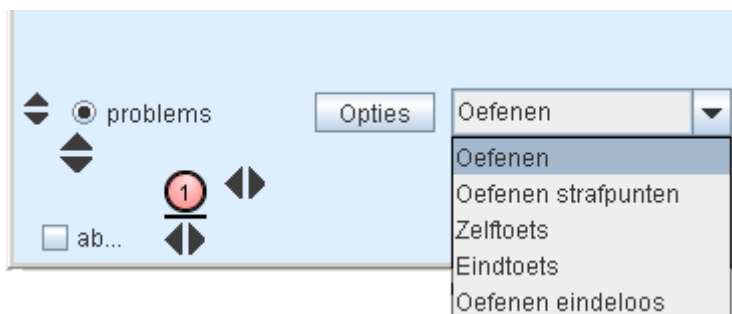 problems
Opties
Oefenen
Oefenen
Oefenen strafpunten
1
Zelftoets
ab...
Eindtoets
Oefenen eindeloos